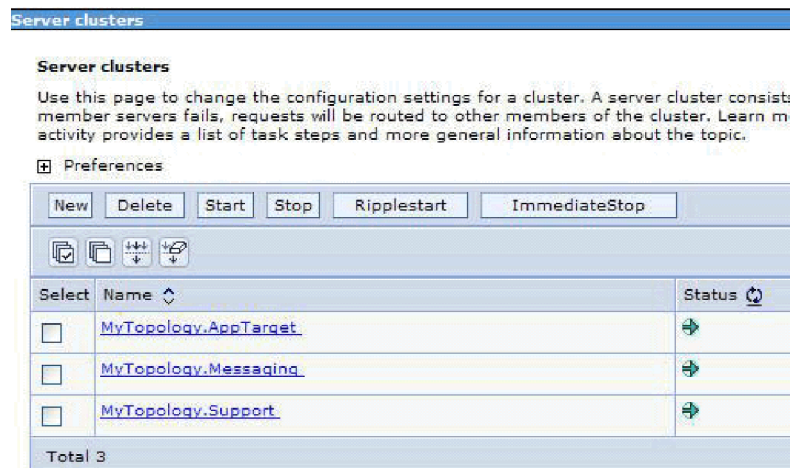 Server clusters
Server clusters
Use this page to change the configuration settings for a cluster. A server cluster consists
member servers fails, requests will be routed to other members of the cluster. Learn m
activity provides a list of task steps and more general information about the topic.
Preferences
New Delete Start Stop Ripplestart ImmediateStop
Select Name Status
MyTopology.AppTarget
MyTopology.Messaging
MyTopology.Support
Total 3